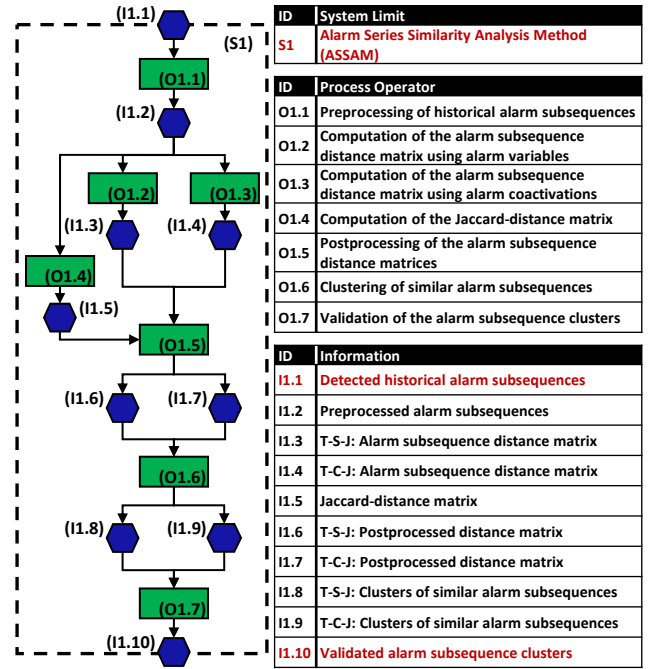 (I1.1)
(S1)
(O1.1)
(I1.2)
(O1.2)
(O1.3)
(I1.3)
(I1.4)
(O1.4)
(I1.5)
(O1.5)
(I1.6)
(I1.7)
(O1.6)
(I1.8)
(I1.9)
(O1.7)
(I1.10)
ID System Limit
S1 Alarm Series Similarity Analysis Method
(ASSAM)
ID Process Operator
O1.1 Preprocessing of historical alarm subsequences
O1.2 Computation of the alarm subsequence
distance matrix using alarm variables
O1.3 Computation of the alarm subsequence
distance matrix using alarm coactivations
O1.4 Computation of the Jaccard-distance matrix
O1.5 Postprocessing of the alarm subsequence
distance matrices
O1.6 Clustering of similar alarm subsequences
O1.7 Validation of the alarm subsequence clusters
ID Information
I1.1 Detected historical alarm subsequences
I1.2 Preprocessed alarm subsequences
I1.3 T-S-J: Alarm subsequence distance matrix
I1.4 T-C-J: Alarm subsequence distance matrix
I1.5 Jaccard-distance matrix
I1.6 T-S-J: Postprocessed distance matrix
I1.7 T-C-J: Postprocessed distance matrix
I1.8 T-S-J: Clusters of similar alarm subsequences
I1.9 T-C-J: Clusters of similar alarm subsequences
I1.10 Validated alarm subsequence clusters